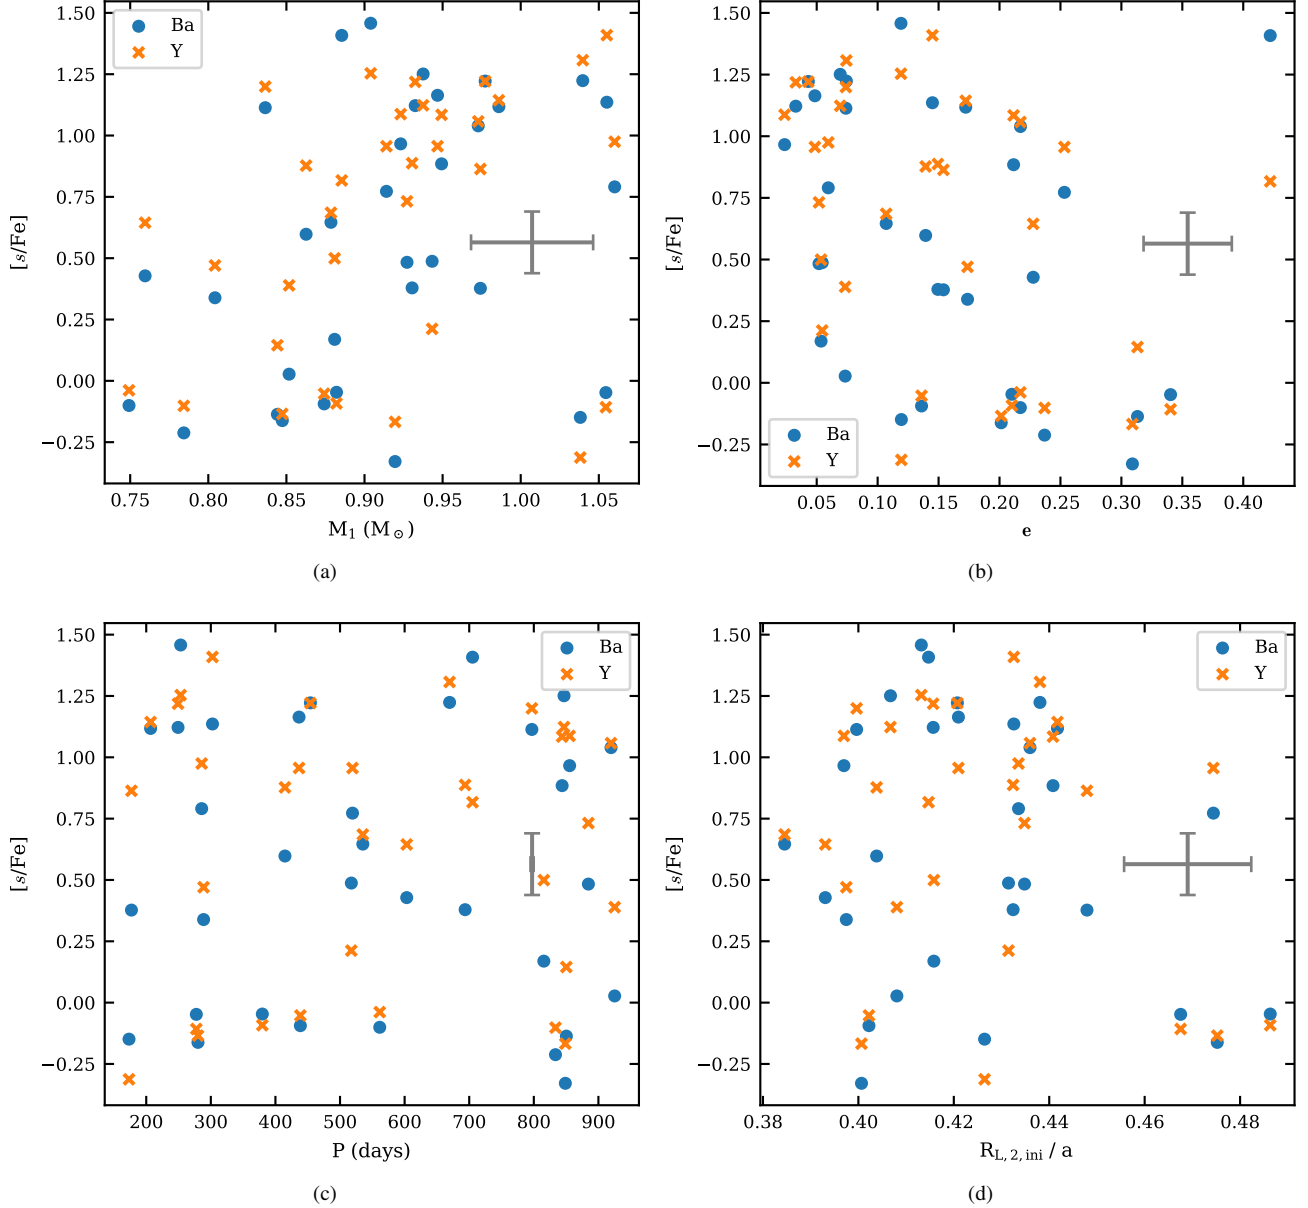 1.50
1.25
1.00
0.75
0.50
0.25
0.00
−0.25
[s/Fe]
Ba
Y
0.75 0.80 0.85 0.90 0.95 1.00 1.05
M1 (M⊙)
(a)
1.50
1.25
1.00
0.75
0.50
0.25
0.00
−0.25
[s/Fe]
Ba
Y
0.05 0.10 0.15 0.20 0.25 0.30 0.35 0.40
e
(b)
1.50
1.25
1.00
0.75
0.50
0.25
0.00
−0.25
[s/Fe]
Ba
Y
200 300 400 500 600 700 800 900
P (days)
(c)
1.50
1.25
1.00
0.75
0.50
0.25
0.00
−0.25
[s/Fe]
Ba
Y
0.38 0.40 0.42 0.44 0.46 0.48
RL, 2, ini / a
(d)